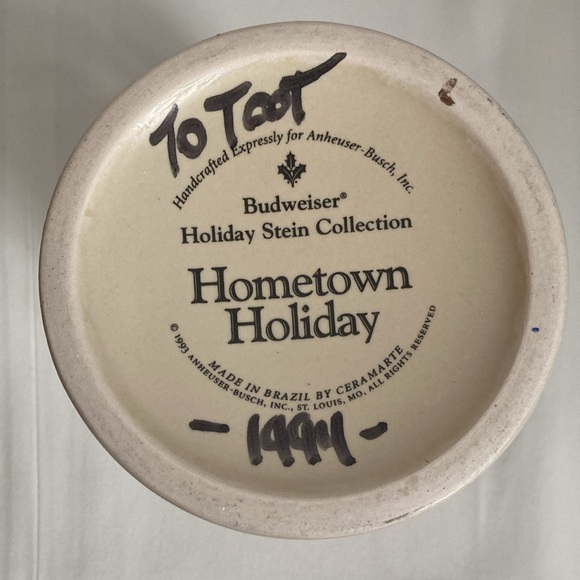 To Toot
Handcrafted Expressly for Anheuser-Busch, Inc.
Budweiser®
Holiday Stein Collection
Hometown
Holiday
MADE IN BRAZIL BY CERAMARTE
© 1993 ANHEUSER-BUSCH, INC., ST. LOUIS, MO. ALL RIGHTS RESERVED
- 1994 -